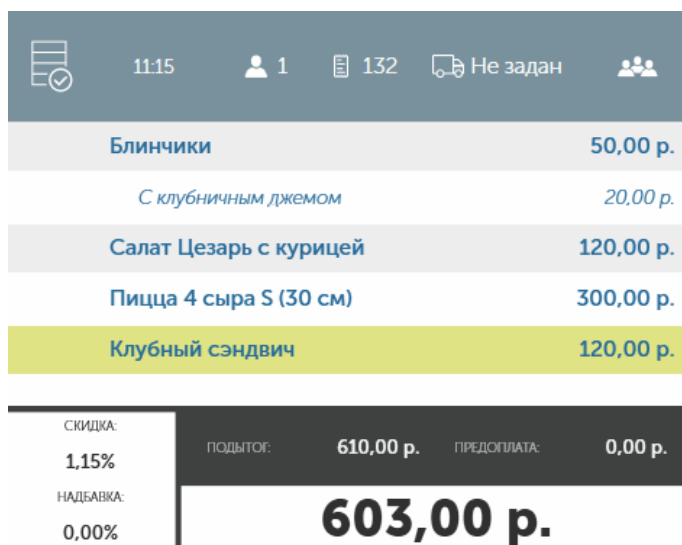 11:15 1 132 Не задан
Блинчики 50,00 р.
С клубничным джемом 20,00 р.
Салат Цезарь с курицей 120,00 р.
Пицца 4 сыра S (30 см) 300,00 р.
Клубный сэндвич 120,00 р.
СКИДКА:
1,15%
ПОДЫТОГ: 610,00 р. ПРЕДОПЛАТА: 0,00 р.
НАДБАВКА:
0,00%
603,00 р.